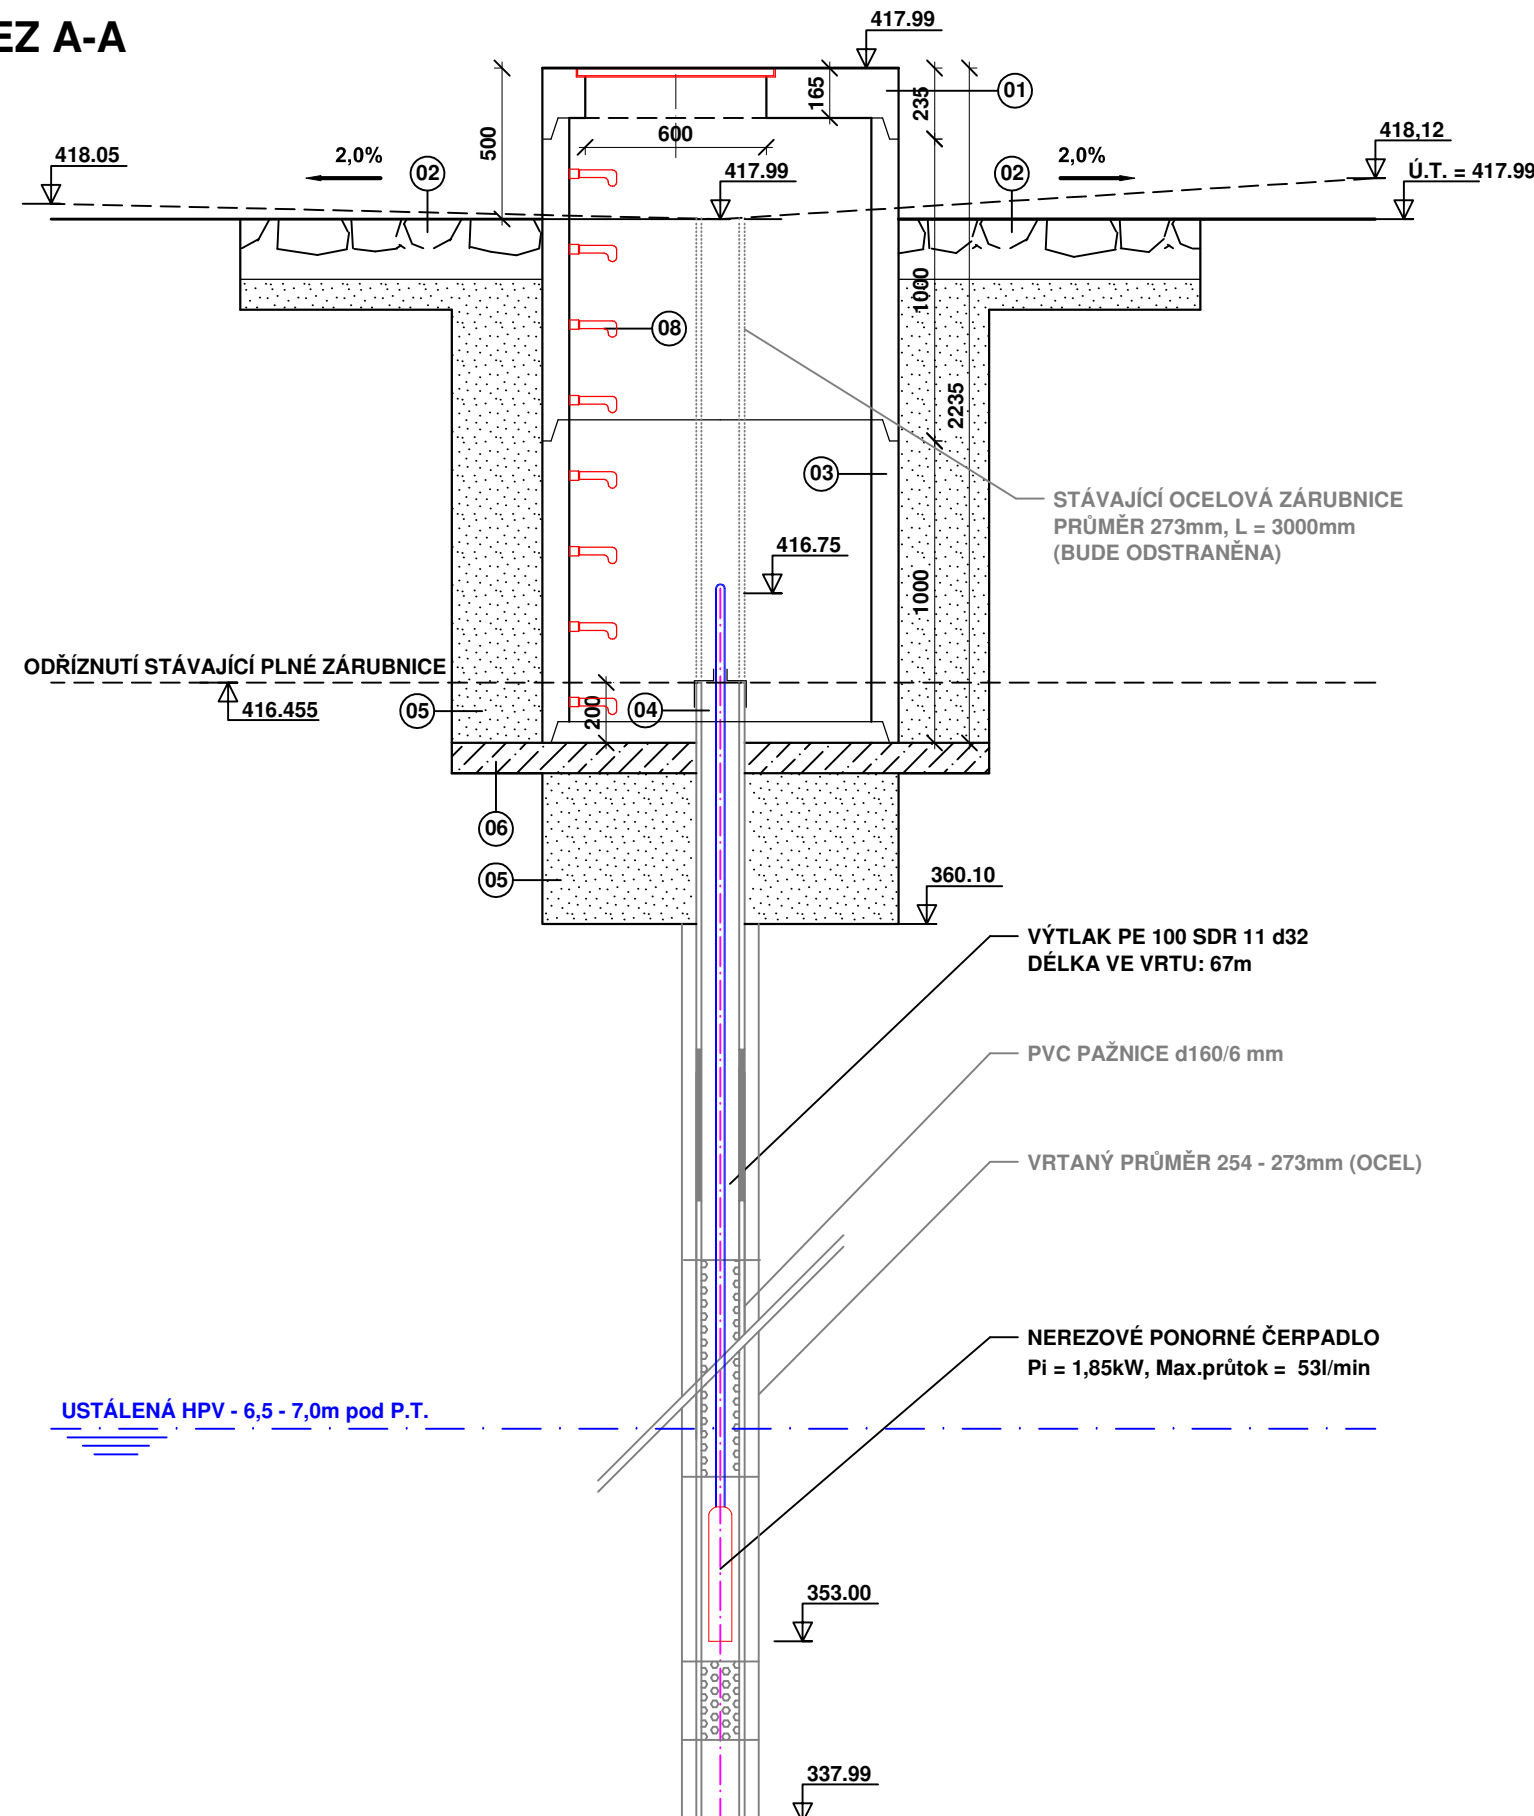 EZ A-A
417.99
01
165
235
500
600
418.05
2,0%
02
417.99
02
2,0%
418,12
Ú.T. = 417.99
1000
08
2235
03
STÁVAJÍCÍ OCELOVÁ ZÁRUBNICE
PRŮMĚR 273mm, L = 3000mm
(BUDE ODSTRANĚNA)
416.75
1000
ODŘÍZNUTÍ STÁVAJÍCÍ PLNÉ ZÁRUBNICE
416.455
05
200
04
06
05
360.10
VÝTLAK PE 100 SDR 11 d32
DÉLKA VE VRTU: 67m
PVC PAŽNICE d160/6 mm
VRTANÝ PRŮMĚR 254 - 273mm (OCEL)
NEREZOVÉ PONORNÉ ČERPADLO
Pi = 1,85kW, Max.průtok = 53l/min
USTÁLENÁ HPV - 6,5 - 7,0m pod P.T.
353.00
337.99